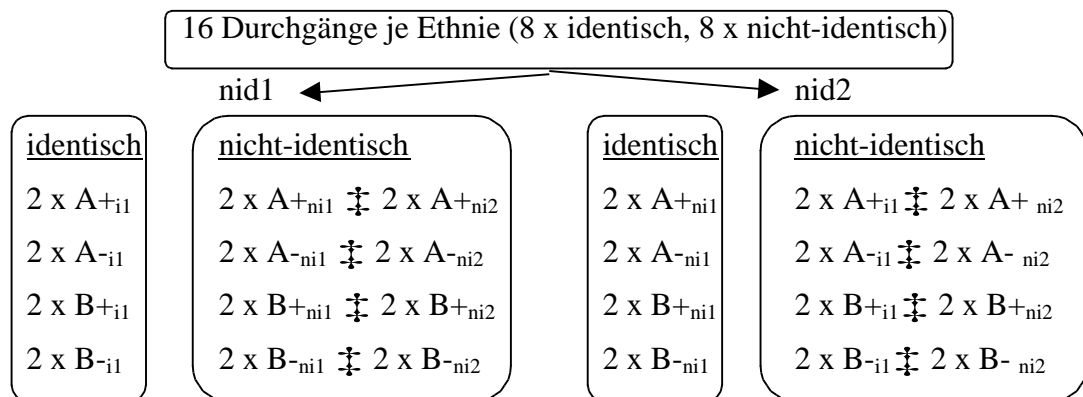 16 Durchgänge je Ethnie (8 x identisch, 8 x nicht-identisch)
nid1 nid2
identisch nicht-identisch identisch nicht-identisch
2 x A+i1 2 x A+ni1 ‡ 2 x A+ni2 2 x A+ni1 2 x A+i1 ‡ 2 x A+ ni2
2 x A-i1 2 x A-ni1 ‡ 2 x A-ni2 2 x A-ni1 2 x A-i1 ‡ 2 x A- ni2
2 x B+i1 2 x B+ni1 ‡ 2 x B+ni2 2 x B+ni1 2 x B+i1 ‡ 2 x B+ni2
2 x B-i1 2 x B-ni1 ‡ 2 x B-ni2 2 x B-ni1 2 x B-i1 ‡ 2 x B- ni2